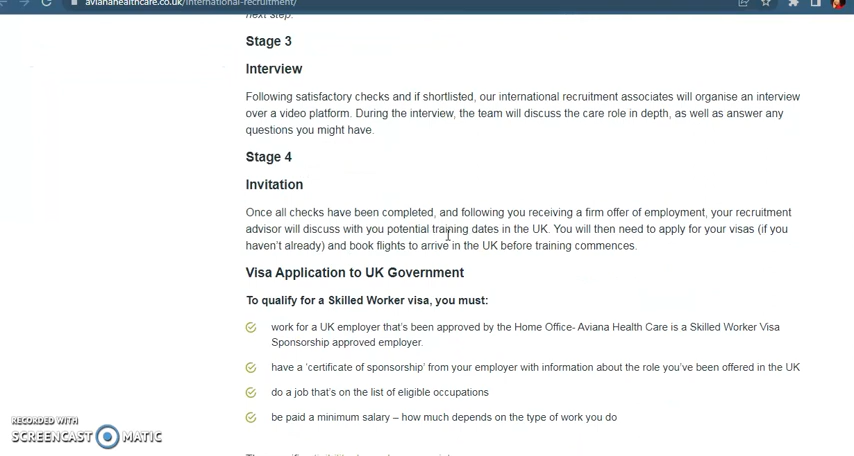 avianahealthcare.co.uk/international-recruitment/
next step.
Stage 3
Interview
Following satisfactory checks and if shortlisted, our international recruitment associates will organise an interview
over a video platform. During the interview, the team will discuss the care role in depth, as well as answer any
questions you might have.
Stage 4
Invitation
Once all checks have been completed, and following you receiving a firm offer of employment, your recruitment
advisor will discuss with you potential training dates in the UK. You will then need to apply for your visas (if you
haven't already) and book flights to arrive in the UK before training commences.
Visa Application to UK Government
To qualify for a Skilled Worker visa, you must:
work for a UK employer that's been approved by the Home Office- Aviana Health Care is a Skilled Worker Visa
Sponsorship approved employer.
have a 'certificate of sponsorship' from your employer with information about the role you've been offered in the UK
do a job that's on the list of eligible occupations
be paid a minimum salary – how much depends on the type of work you do
RECORDED WITH
SCREENCAST MATIC